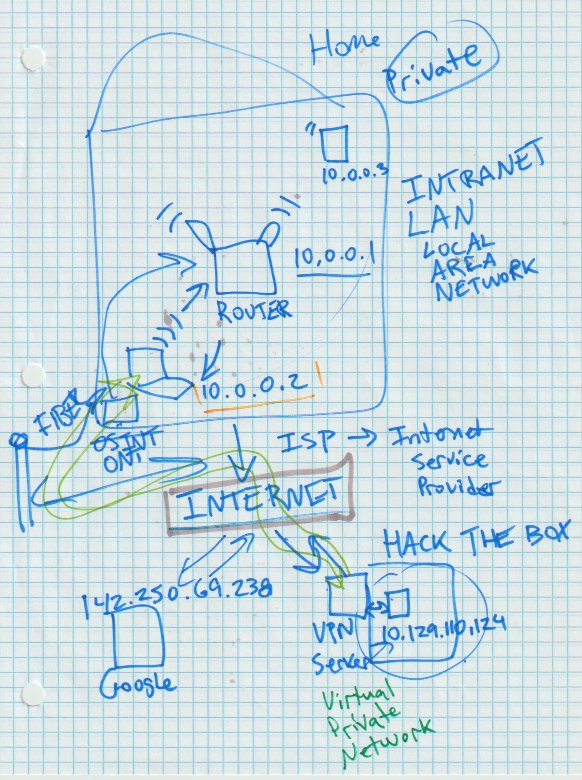 Home
Private
10.0.0.3
INTRANET
LAN
LOCAL
AREA
NETWORK
10.0.0.1
ROUTER
10.0.0.2
FIBER
OSINT
ONT
ISP → Internet
Service
Provider
INTERNET
HACK THE BOX
142.250.69.238
Google
VPN
Server
10.129.110.124
Virtual
Private
Network